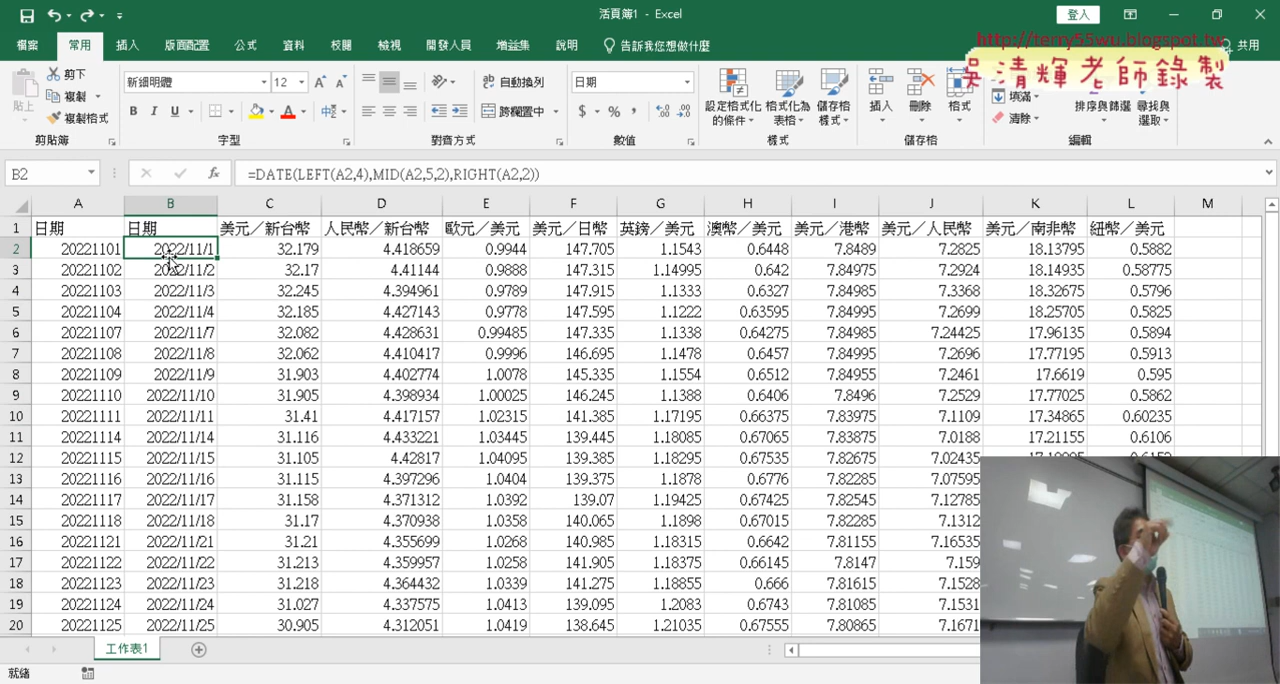 活頁簿1 - Excel
登入
檔案 常用 插入 版面配置 公式 資料 校閱 檢視 開發人員 增益集 說明 告訴我您想做什麼 共用
http://terry55wu.blogspot.tw
吳清輝老師錄製
貼上 剪下 複製 複製格式 剪貼簿
新細明體 12 B I U 字型
自動換列 跨欄置中 對齊方式
日期 $ % , 數值
設定格式化的條件 格式化為表格 儲存格樣式 樣式
插入 刪除 格式 儲存格
填滿 清除 排序與篩選 尋找與選取 編輯
B2 fx =DATE(LEFT(A2,4),MID(A2,5,2),RIGHT(A2,2))
A B C D E F G H I J K L M
1 日期 日期 美元／新台幣 人民幣／新台幣 歐元／美元 美元／日幣 英鎊／美元 澳幣／美元 美元／港幣 美元／人民幣 美元／南非幣 紐幣／美元
2 20221101 2022/11/1 32.179 4.418659 0.9944 147.705 1.1543 0.6448 7.8489 7.2825 18.13795 0.5882
3 20221102 2022/11/2 32.17 4.41144 0.9888 147.315 1.14995 0.642 7.84975 7.2924 18.14935 0.58775
4 20221103 2022/11/3 32.245 4.394961 0.9789 147.915 1.1333 0.6327 7.84985 7.3368 18.32675 0.5796
5 20221104 2022/11/4 32.185 4.427143 0.9778 147.595 1.1222 0.63595 7.84995 7.2699 18.25705 0.5825
6 20221107 2022/11/7 32.082 4.428631 0.99485 147.335 1.1338 0.64275 7.84985 7.24425 17.96135 0.5894
7 20221108 2022/11/8 32.062 4.410417 0.9996 146.695 1.1478 0.6457 7.84995 7.2696 17.77195 0.5913
8 20221109 2022/11/9 31.903 4.402774 1.0078 145.335 1.1554 0.6512 7.84955 7.2461 17.6619 0.595
9 20221110 2022/11/10 31.905 4.398934 1.00025 146.245 1.1388 0.6406 7.8496 7.2529 17.77025 0.5862
10 20221111 2022/11/11 31.41 4.417157 1.02315 141.385 1.17195 0.66375 7.83975 7.1109 17.34865 0.60235
11 20221114 2022/11/14 31.116 4.433221 1.03445 139.445 1.18085 0.67065 7.83875 7.0188 17.21155 0.6106
12 20221115 2022/11/15 31.105 4.42817 1.04095 139.385 1.18295 0.67535 7.82675 7.02435
13 20221116 2022/11/16 31.115 4.397296 1.0404 139.375 1.1878 0.6776 7.82285 7.07595
14 20221117 2022/11/17 31.158 4.371312 1.0392 139.07 1.19425 0.67425 7.82545 7.12785
15 20221118 2022/11/18 31.17 4.370938 1.0358 140.065 1.1898 0.67015 7.82285 7.1312
16 20221121 2022/11/21 31.21 4.355699 1.0268 140.985 1.18315 0.6642 7.81155 7.16535
17 20221122 2022/11/22 31.213 4.359957 1.0258 141.905 1.18375 0.66145 7.8147 7.159
18 20221123 2022/11/23 31.218 4.364432 1.0339 141.275 1.18855 0.666 7.81615 7.1528
19 20221124 2022/11/24 31.027 4.337575 1.0413 139.095 1.2083 0.6743 7.81085 7.1531
20 20221125 2022/11/25 30.905 4.312051 1.0419 138.645 1.21035 0.67555 7.80865 7.1671
工作表1
就緒